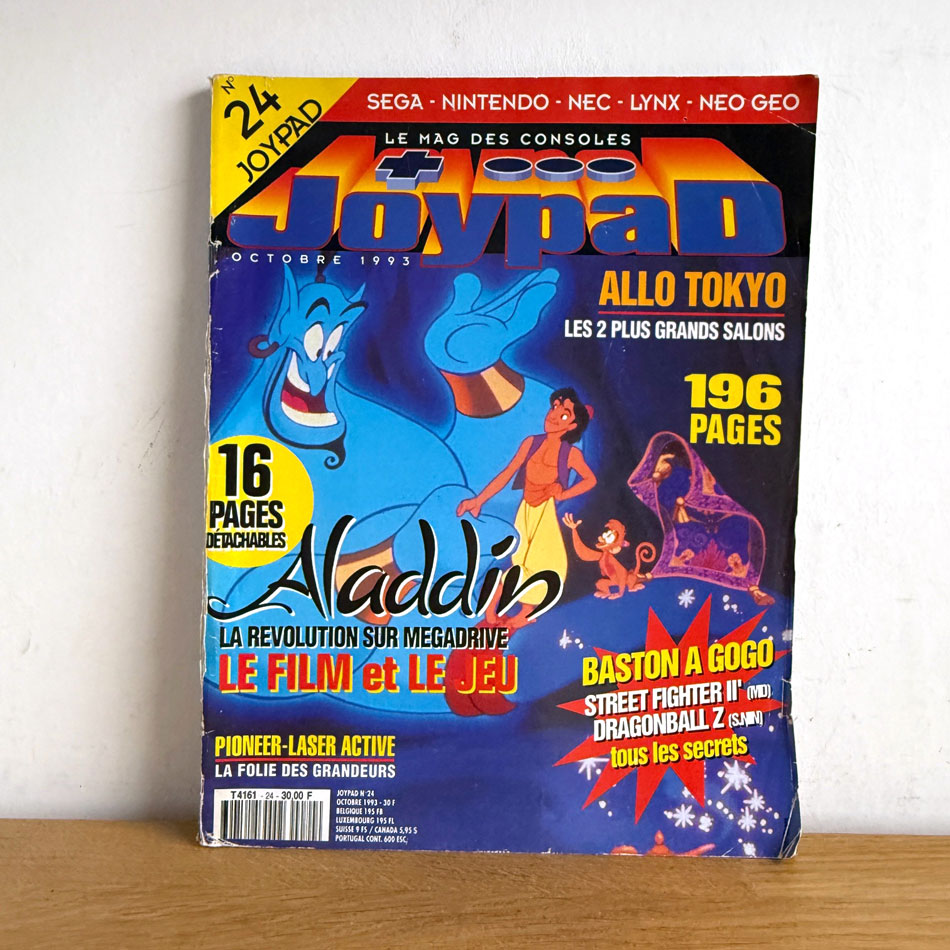 N° 24
JOYPAD
SEGA - NINTENDO - NEC - LYNX - NEO GEO
LE MAG DES CONSOLES
JoypaD
OCTOBRE 1993
ALLO TOKYO
LES 2 PLUS GRANDS SALONS
196
PAGES
16
PAGES
DÉTACHABLES
Aladdin
LA REVOLUTION SUR MEGADRIVE
LE FILM et LE JEU
BASTON A GOGO
STREET FIGHTER II' (MD)
DRAGONBALL Z (S.NIN)
tous les secrets
PIONEER-LASER ACTIVE
LA FOLIE DES GRANDEURS
T4161 - 24 - 30,00 F
JOYPAD N°24
OCTOBRE 1993 - 30 F
BELGIQUE 195 FB
LUXEMBOURG 195 FL
SUISSE 9 FS / CANADA 5,95 $
PORTUGAL CONT. 600 ESC,